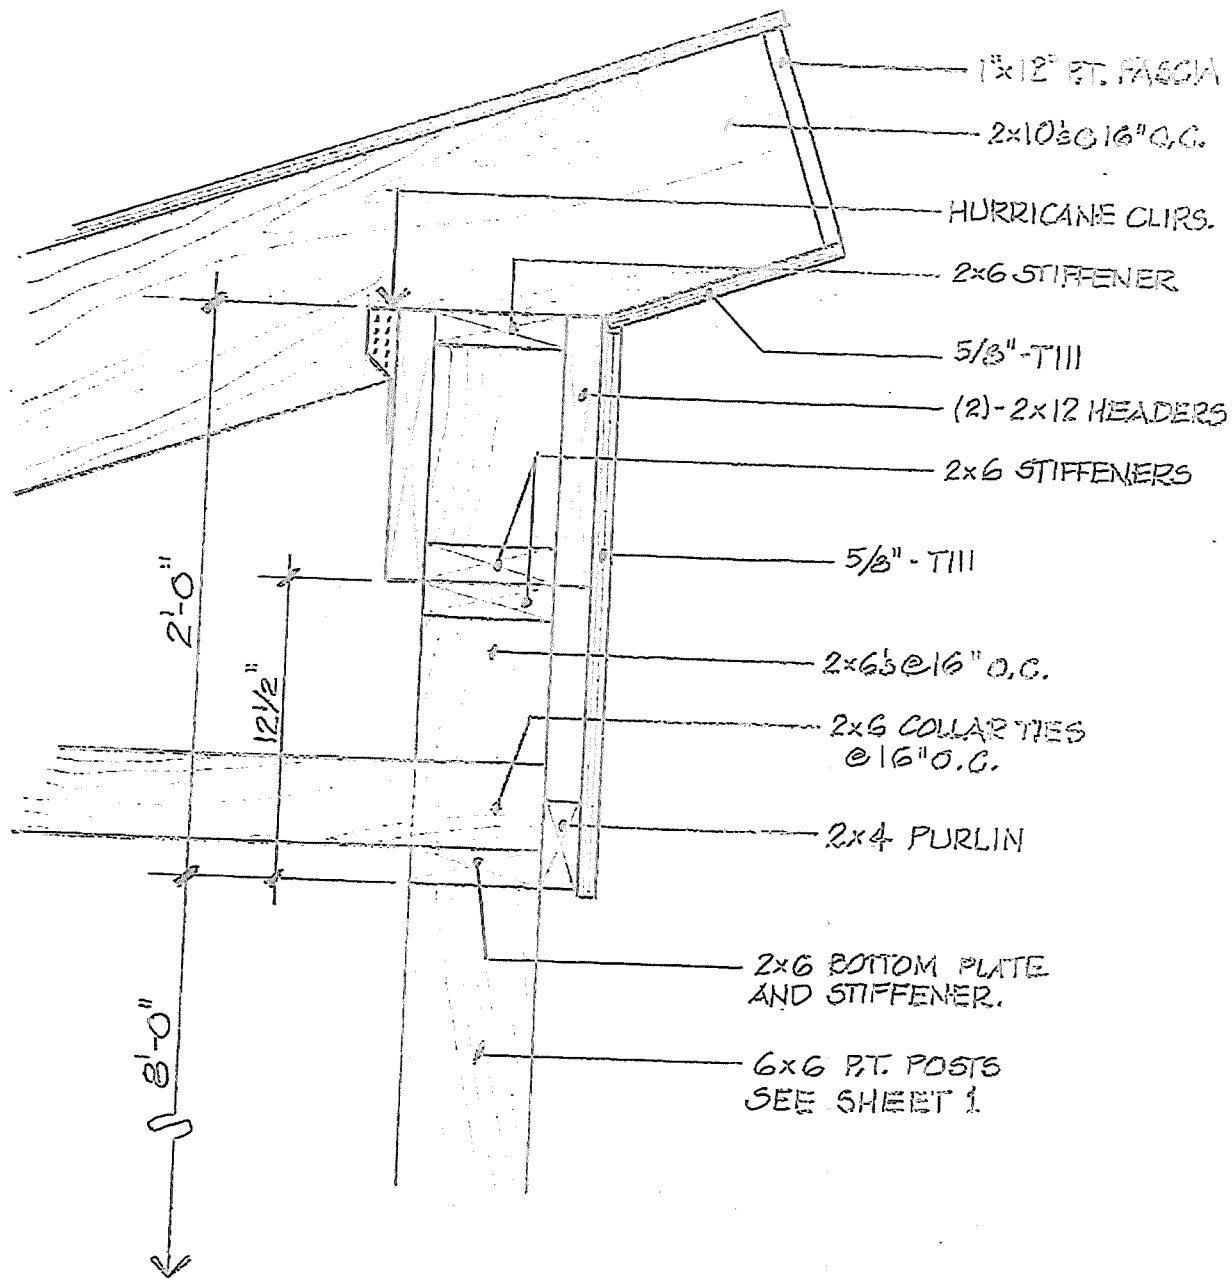 1"x12" P.T. FASCIA
2x10's@16"O.C.
HURRICANE CLIPS.
2x6 STIFFENER
5/8"-T111
(2)-2x12 HEADERS
2x6 STIFFENERS
5/8"-T111
2x6's@16"O.C.
2x6 COLLAR TIES
@16"O.C.
2x4 PURLIN
2x6 BOTTOM PLATE
AND STIFFENER.
6x6 P.T. POSTS
SEE SHEET 1
2'-0"
12½"
8'-0"